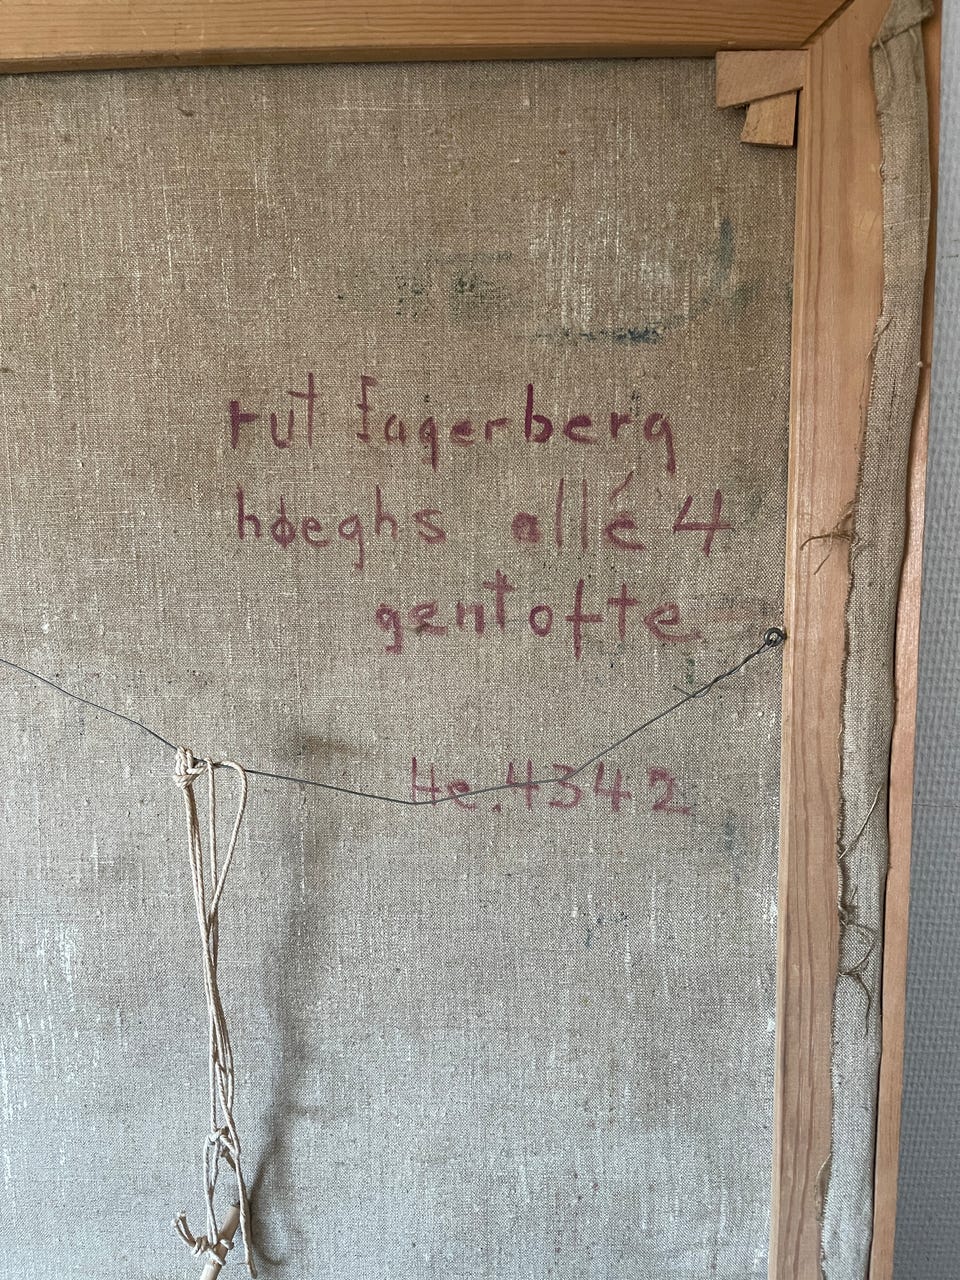 rut fagerberg
høeghs allé 4
gentofte
He. 4342